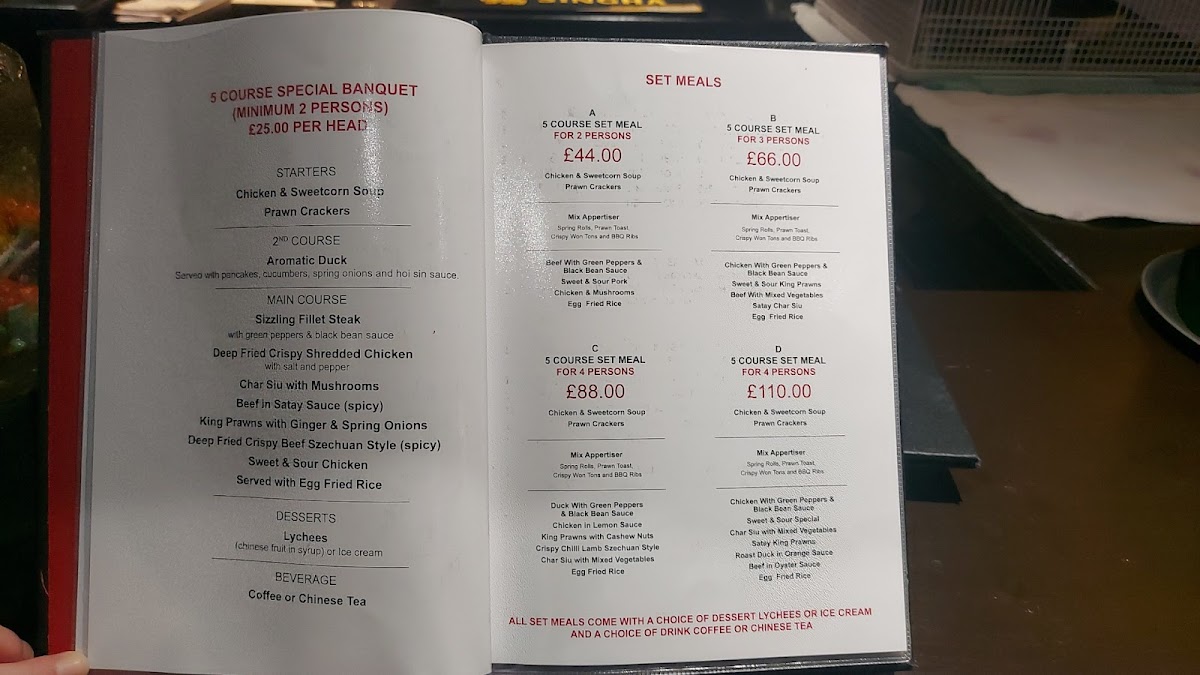 5 COURSE SPECIAL BANQUET
(MINIMUM 2 PERSONS)
£25.00 PER HEAD
STARTERS
Chicken & Sweetcorn Soup
Prawn Crackers
2ND COURSE
Aromatic Duck
Served with pancakes, cucumbers, spring onions and hoi sin sauce.
MAIN COURSE
Sizzling Fillet Steak
with green peppers & black bean sauce
Deep Fried Crispy Shredded Chicken
with salt and pepper
Char Siu with Mushrooms
Beef in Satay Sauce (spicy)
King Prawns with Ginger & Spring Onions
Deep Fried Crispy Beef Szechuan Style (spicy)
Sweet & Sour Chicken
Served with Egg Fried Rice
DESSERTS
Lychees
(chinese fruit in syrup) or Ice cream
BEVERAGE
Coffee or Chinese Tea
SET MEALS
A
5 COURSE SET MEAL
FOR 2 PERSONS
£44.00
Chicken & Sweetcorn Soup
Prawn Crackers
Mix Appertiser
Spring Rolls, Prawn Toast,
Crispy Won Tons and BBQ Ribs
Beef With Green Peppers &
Black Bean Sauce
Sweet & Sour Pork
Chicken & Mushrooms
Egg Fried Rice
B
5 COURSE SET MEAL
FOR 3 PERSONS
£66.00
Chicken & Sweetcorn Soup
Prawn Crackers
Mix Appertiser
Spring Rolls, Prawn Toast,
Crispy Won Tons and BBQ Ribs
Chicken With Green Peppers &
Black Bean Sauce
Sweet & Sour King Prawns
Beef With Mixed Vegetables
Satay Char Siu
Egg Fried Rice
C
5 COURSE SET MEAL
FOR 4 PERSONS
£88.00
Chicken & Sweetcorn Soup
Prawn Crackers
Mix Appertiser
Spring Rolls, Prawn Toast,
Crispy Won Tons and BBQ Ribs
Duck With Green Peppers
& Black Bean Sauce
Chicken in Lemon Sauce
King Prawns with Cashew Nuts
Crispy Chilli Lamb Szechuan Style
Char Siu with Mixed Vegetables
Egg Fried Rice
D
5 COURSE SET MEAL
FOR 4 PERSONS
£110.00
Chicken & Sweetcorn Soup
Prawn Crackers
Mix Appertiser
Spring Rolls, Prawn Toast,
Crispy Won Tons and BBQ Ribs
Chicken With Green Peppers &
Black Bean Sauce
Sweet & Sour Special
Char Siu with Mixed Vegetables
Satey King Prawns
Roast Duck in Orange Sauce
Beef in Oyster Sauce
Egg Fried Rice
ALL SET MEALS COME WITH A CHOICE OF DESSERT LYCHEES OR ICE CREAM
AND A CHOICE OF DRINK COFFEE OR CHINESE TEA